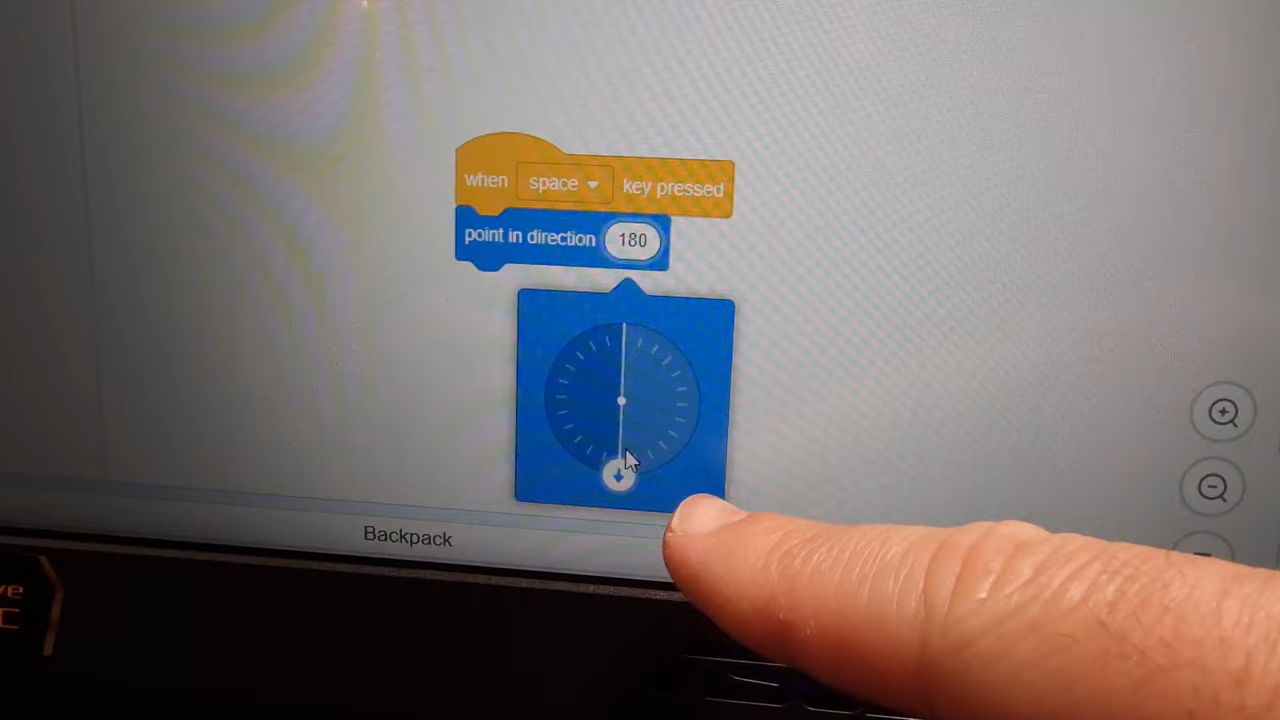 when space key pressed
point in direction 180
Backpack